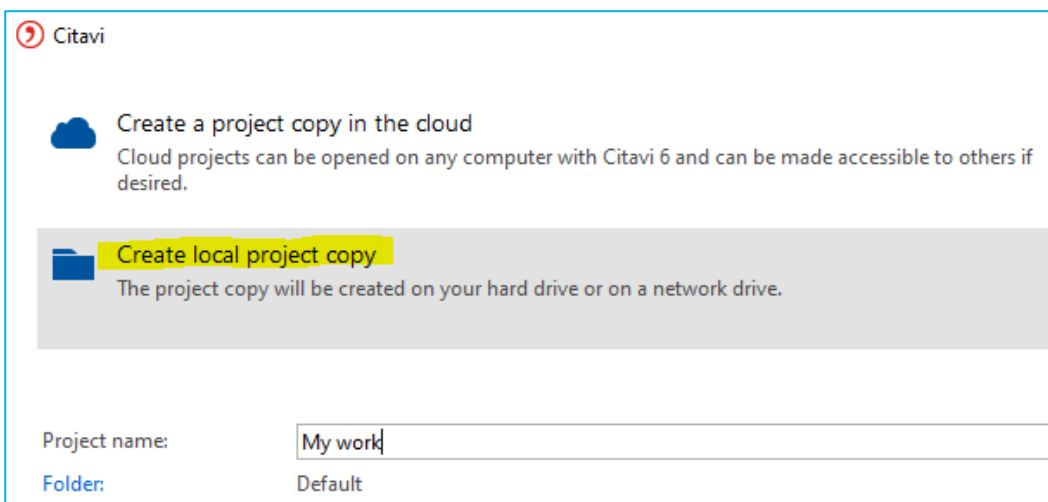 Citavi
Create a project copy in the cloud
Cloud projects can be opened on any computer with Citavi 6 and can be made accessible to others if
desired.
Create local project copy
The project copy will be created on your hard drive or on a network drive.
Project name: My work
Folder: Default